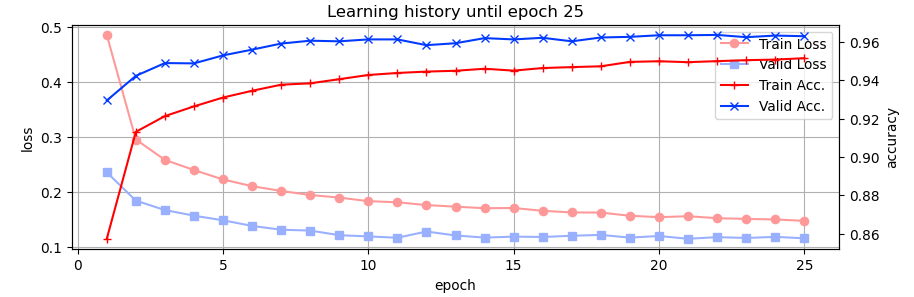 Learning history until epoch 25
0.5
0.4
0.3
0.2
0.1
loss
0
5
10
15
20
25
epoch
0.96
0.94
0.92
0.90
0.88
0.86
accuracy
Train Loss
Valid Loss
Train Acc.
Valid Acc.